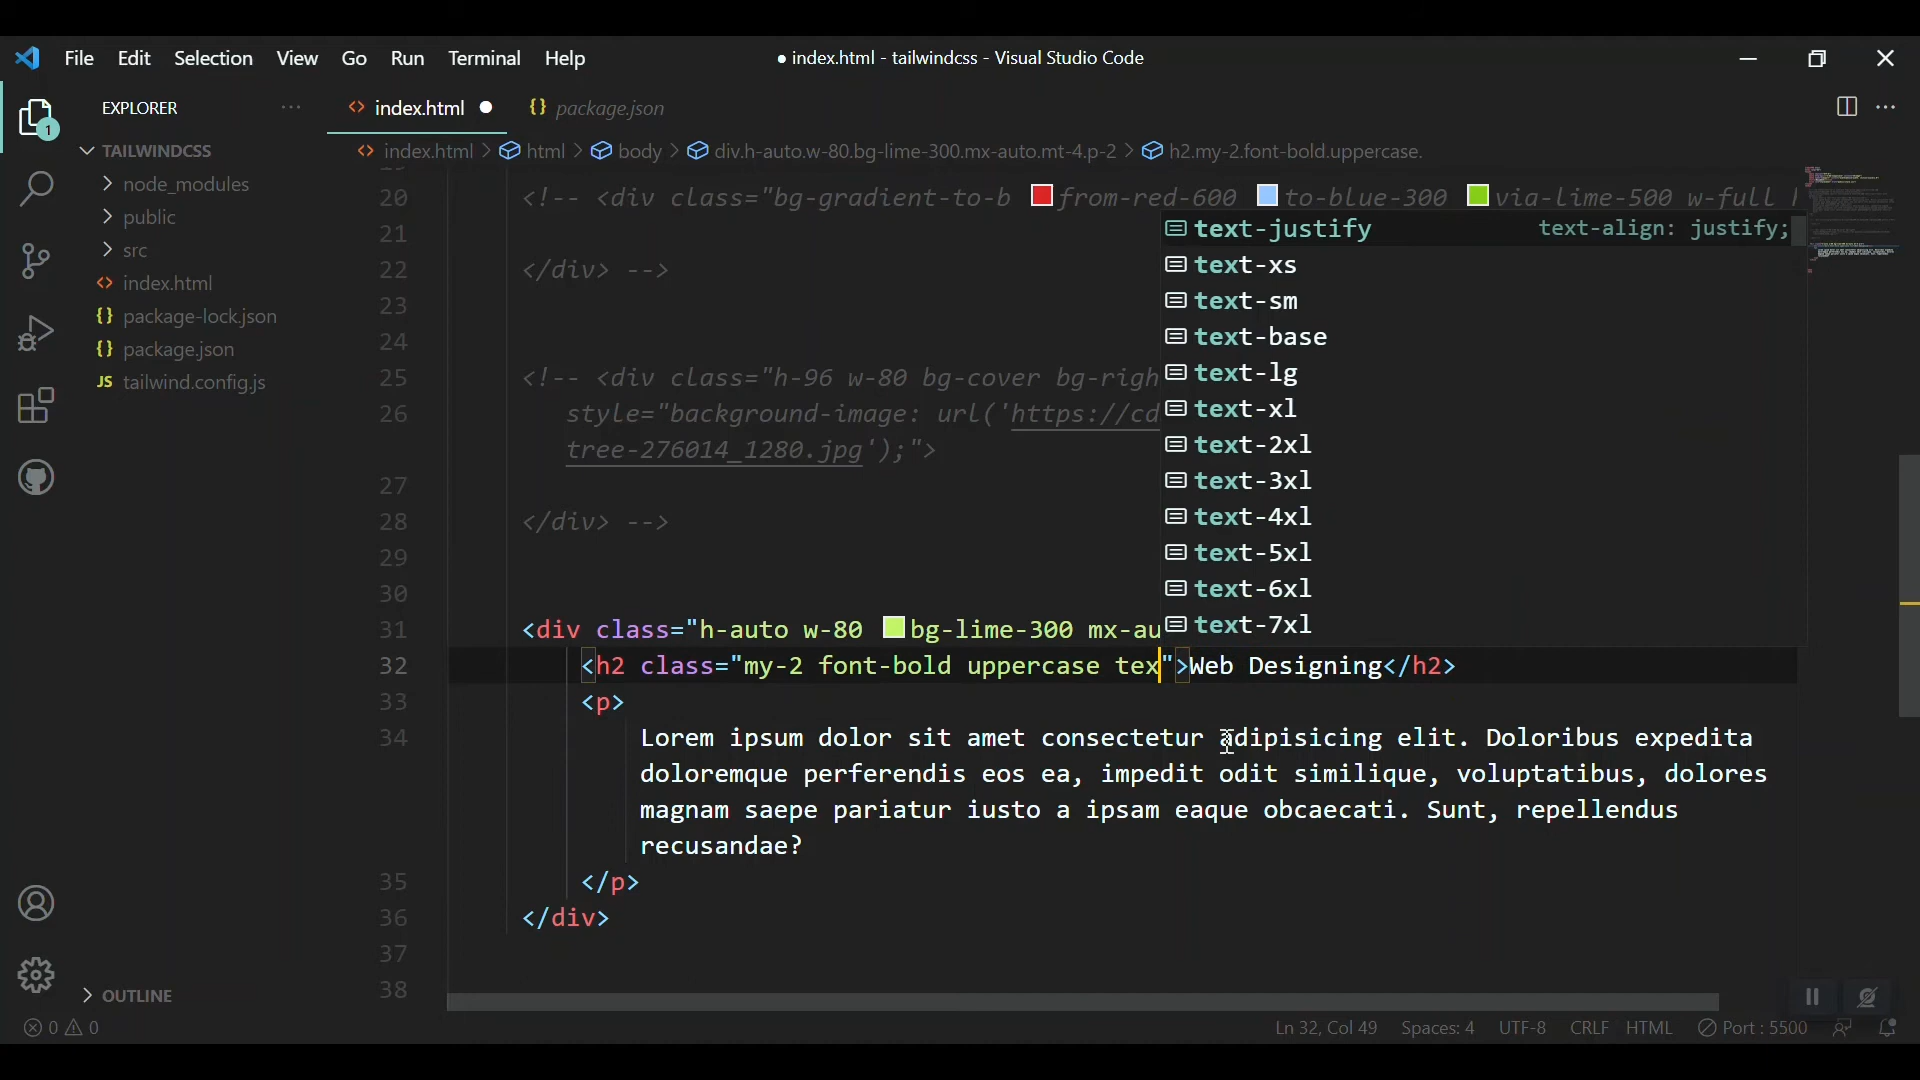 File Edit Selection View Go Run Terminal Help
● index.html - tailwindcss - Visual Studio Code
EXPLORER ···
<> index.html ●
{} package.json
1
TAILWINDCSS
<> index.html > html > body > div.h-auto.w-80.bg-lime-300.mx-auto.mt-4.p-2 > h2.my-2.font-bold.uppercase.
> node_modules
> public
> src
<> index.html
{} package-lock.json
{} package.json
JS tailwind.config.js
20 <!-- <div class="bg-gradient-to-b from-red-600 to-blue-300 via-lime-500 w-full
21
22 </div> -->
23
24
25 <!-- <div class="h-96 w-80 bg-cover bg-righ
26 style="background-image: url('https://cd
tree-276014_1280.jpg');">
27
28 </div> -->
29
30
31 <div class="h-auto w-80 bg-lime-300 mx-au
32 <h2 class="my-2 font-bold uppercase tex">Web Designing</h2>
33 <p>
34 Lorem ipsum dolor sit amet consectetur adipisicing elit. Doloribus expedita
doloremque perferendis eos ea, impedit odit similique, voluptatibus, dolores
magnam saepe pariatur iusto a ipsam eaque obcaecati. Sunt, repellendus
recusandae?
35 </p>
36 </div>
37
38
text-justify text-align: justify;
text-xs
text-sm
text-base
text-lg
text-xl
text-2xl
text-3xl
text-4xl
text-5xl
text-6xl
text-7xl
> OUTLINE
0 0
Ln 32, Col 49 Spaces: 4 UTF-8 CRLF HTML Port : 5500